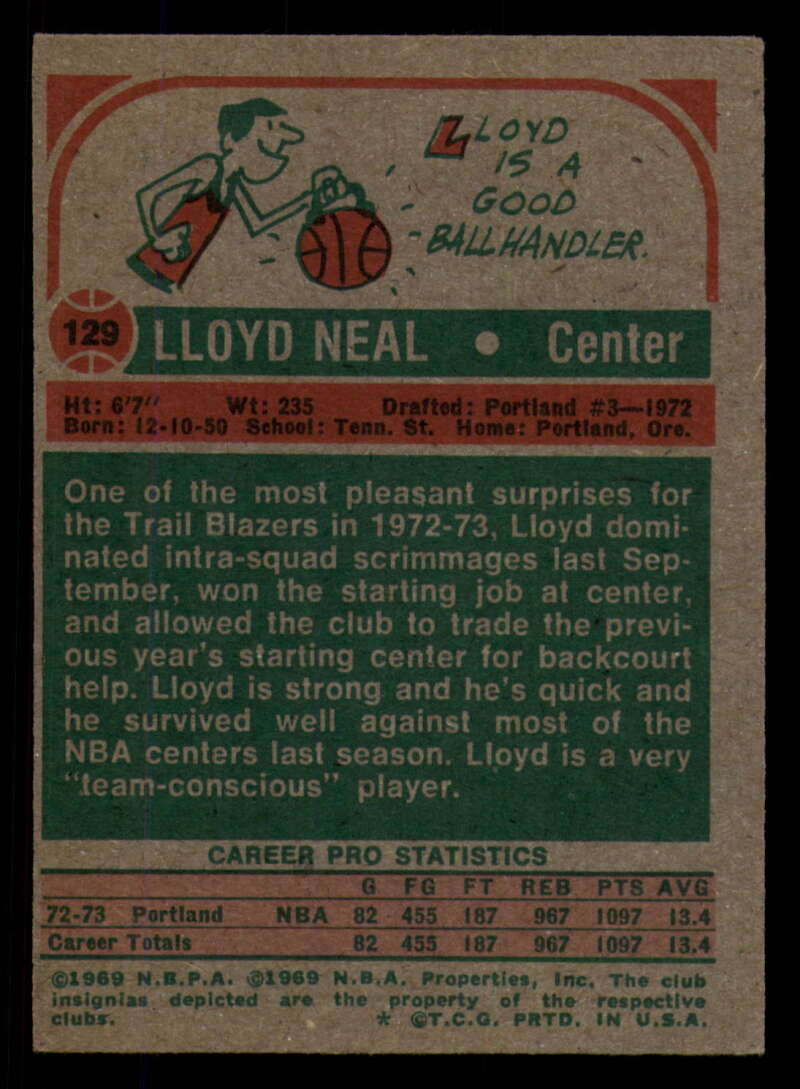 LLOYD
IS A
GOOD
BALLHANDLER.
129 LLOYD NEAL • Center
Ht: 6'7" Wt: 235 Drafted: Portland #3—1972
Born: 12-10-50 School: Tenn. St. Home: Portland, Ore.
One of the most pleasant surprises for
the Trail Blazers in 1972-73, Lloyd domi-
nated intra-squad scrimmages last Sep-
tember, won the starting job at center,
and allowed the club to trade the previ-
ous year's starting center for backcourt
help. Lloyd is strong and he's quick and
he survived well against most of the
NBA centers last season. Lloyd is a very
"team-conscious" player.
CAREER PRO STATISTICS
G FG FT REB PTS AVG
72-73 Portland NBA 82 455 187 967 1097 13.4
Career Totals 82 455 187 967 1097 13.4
©1969 N.B.P.A. ©1969 N.B.A. Properties, Inc. The club
insignias depicted are the property of the respective
clubs. * ©T.C.G. PRTD. IN U.S.A.